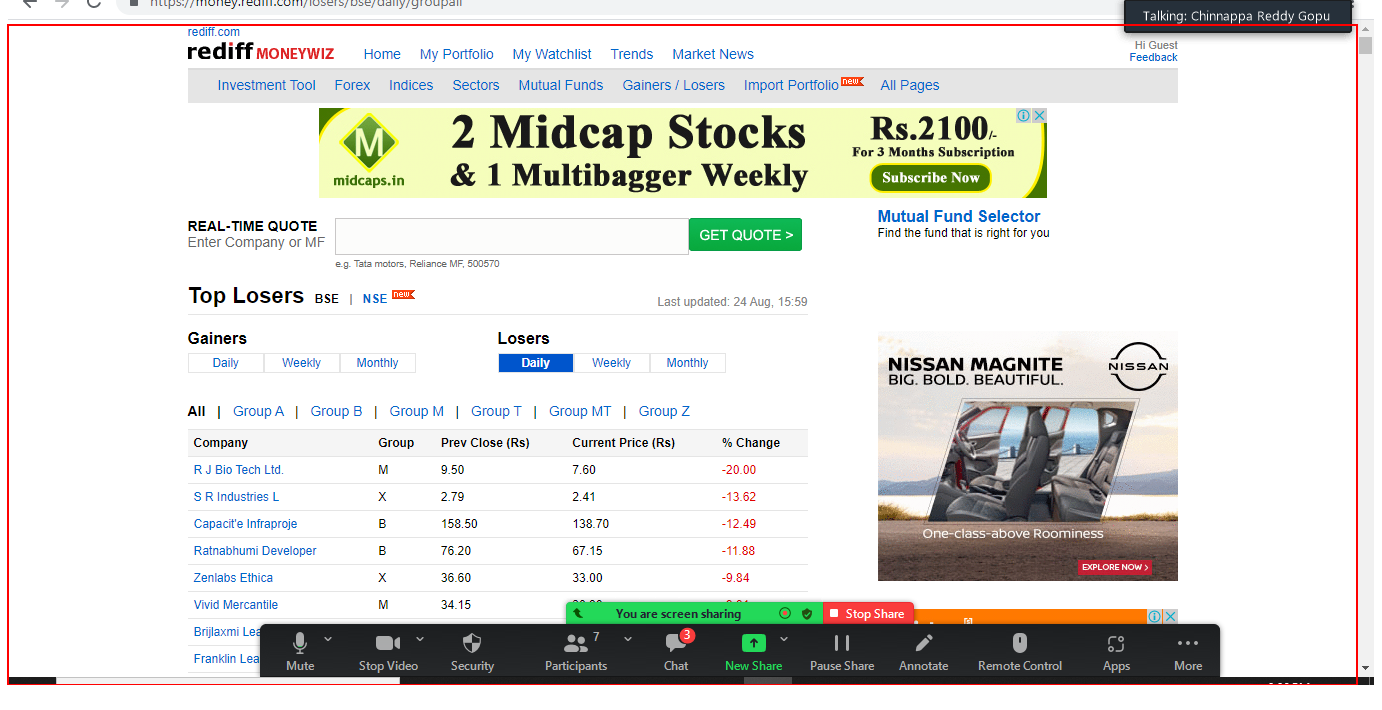 https://money.rediff.com/losers/bse/daily/groupall
Talking: Chinnappa Reddy Gopu
rediff.com
rediff MONEYWIZ Home My Portfolio My Watchlist Trends Market News
Hi Guest
Feedback
Investment Tool Forex Indices Sectors Mutual Funds Gainers / Losers Import Portfolio new All Pages
M
midcaps.in
2 Midcap Stocks
& 1 Multibagger Weekly
Rs.2100/-
For 3 Months Subscription
Subscribe Now
REAL-TIME QUOTE
Enter Company or MF
GET QUOTE >
e.g. Tata motors, Reliance MF, 500570
Mutual Fund Selector
Find the fund that is right for you
Top Losers BSE | NSE new
Last updated: 24 Aug, 15:59
Gainers
Daily Weekly Monthly
Losers
Daily Weekly Monthly
All | Group A | Group B | Group M | Group T | Group MT | Group Z
Company Group Prev Close (Rs) Current Price (Rs) % Change
R J Bio Tech Ltd. M 9.50 7.60 -20.00
S R Industries L X 2.79 2.41 -13.62
Capacit'e Infraproje B 158.50 138.70 -12.49
Ratnabhumi Developer B 76.20 67.15 -11.88
Zenlabs Ethica X 36.60 33.00 -9.84
Vivid Mercantile M 34.15
Brijlaxmi Lea
Franklin Lea
NISSAN MAGNITE
BIG. BOLD. BEAUTIFUL.
NISSAN
One-class-above Roominess
EXPLORE NOW >
You are screen sharing
Stop Share
Mute Stop Video Security Participants 7 Chat 3 New Share Pause Share Annotate Remote Control Apps More